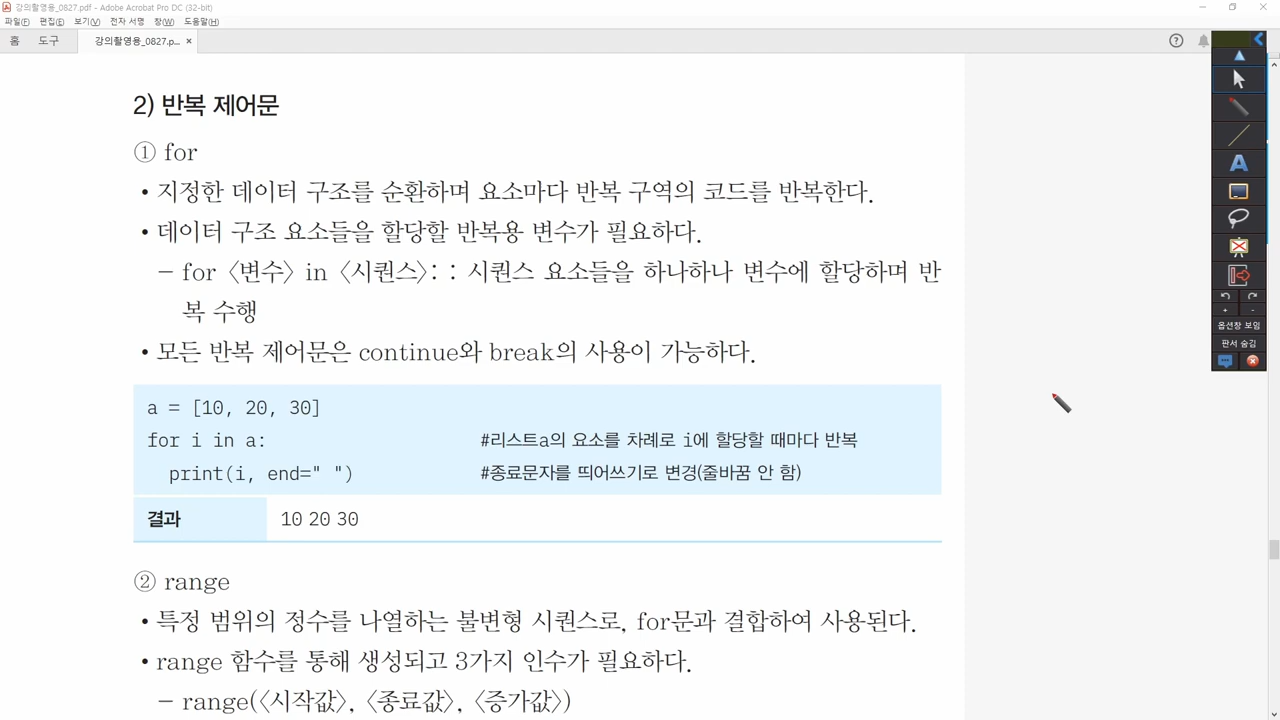 강의촬영용_0827.pdf - Adobe Acrobat Pro DC (32-bit)
파일(F) 편집(E) 보기(V) 전자 서명 창(W) 도움말(H)
홈 도구 강의촬영용_0827.p... ×
2) 반복 제어문
① for
• 지정한 데이터 구조를 순환하며 요소마다 반복 구역의 코드를 반복한다.
• 데이터 구조 요소들을 할당할 반복용 변수가 필요하다.
– for 〈변수〉 in 〈시퀀스〉: : 시퀀스 요소들을 하나하나 변수에 할당하며 반
복 수행
• 모든 반복 제어문은 continue와 break의 사용이 가능하다.
a = [10, 20, 30]
for i in a: #리스트a의 요소를 차례로 i에 할당할 때마다 반복
print(i, end=" ") #종료문자를 띄어쓰기로 변경(줄바꿈 안 함)
결과 10 20 30
② range
• 특정 범위의 정수를 나열하는 불변형 시퀀스로, for문과 결합하여 사용된다.
• range 함수를 통해 생성되고 3가지 인수가 필요하다.
– range(〈시작값〉, 〈종료값〉, 〈증가값〉)
A
+ -
옵션창 보임
판서 숨김